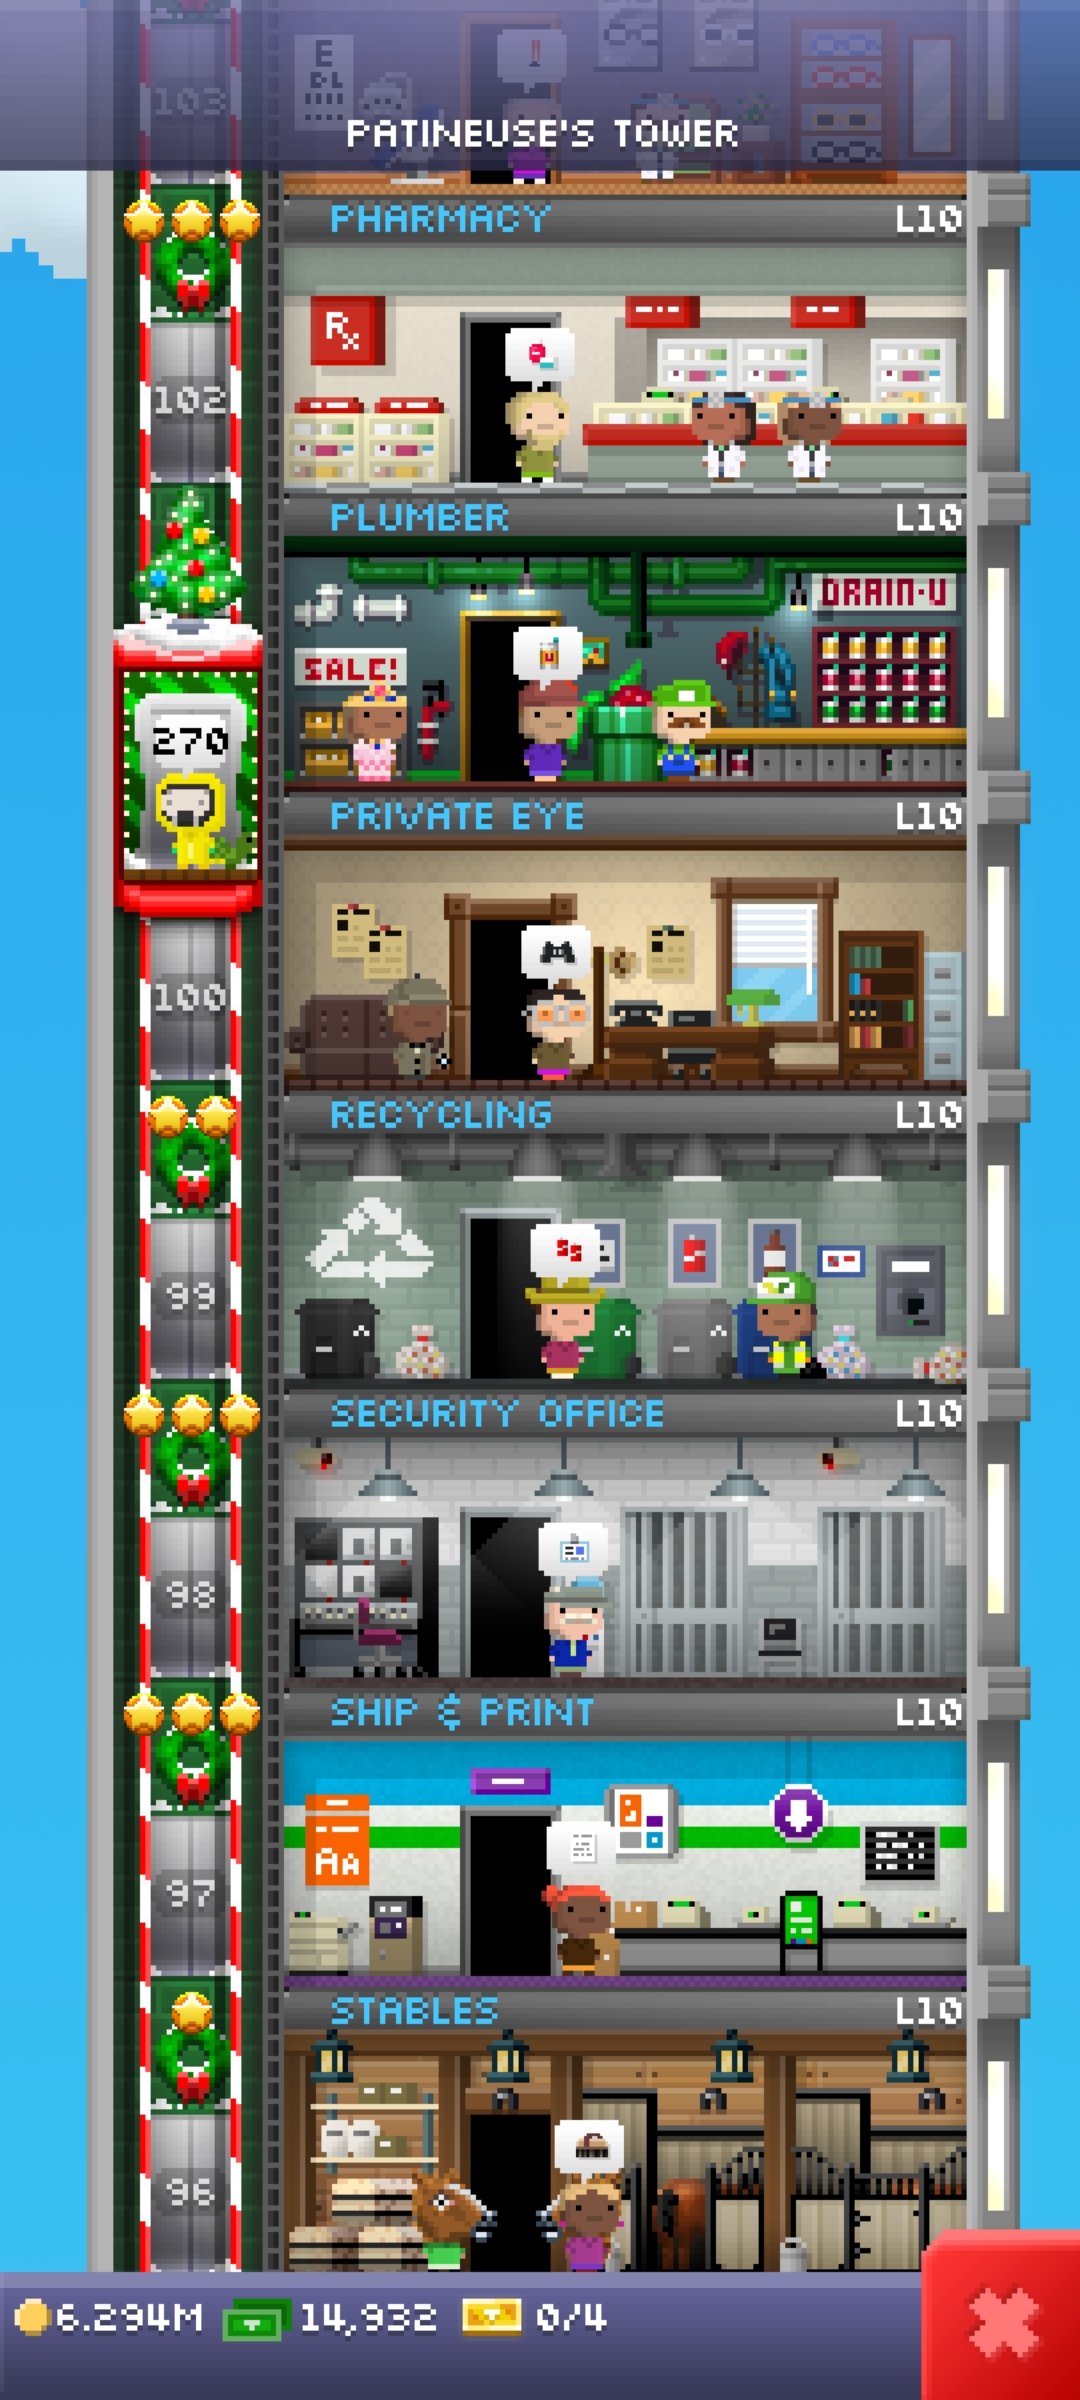 E
DL
103
PATINEUSE'S TOWER
PHARMACY L10
Rx
102
PLUMBER L10
DRAIN-U
SALE!
U
270
PRIVATE EYE L10
100
RECYCLING L10
99
SECURITY OFFICE L10
98
SHIP & PRINT L10
Aa
97
STABLES L10
96
6.294M 14,932 0/4